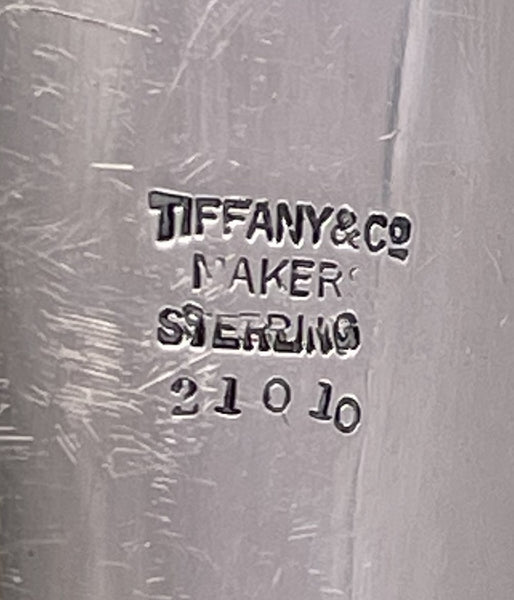 TIFFANY & Co
MAKERS
STERLING
21010